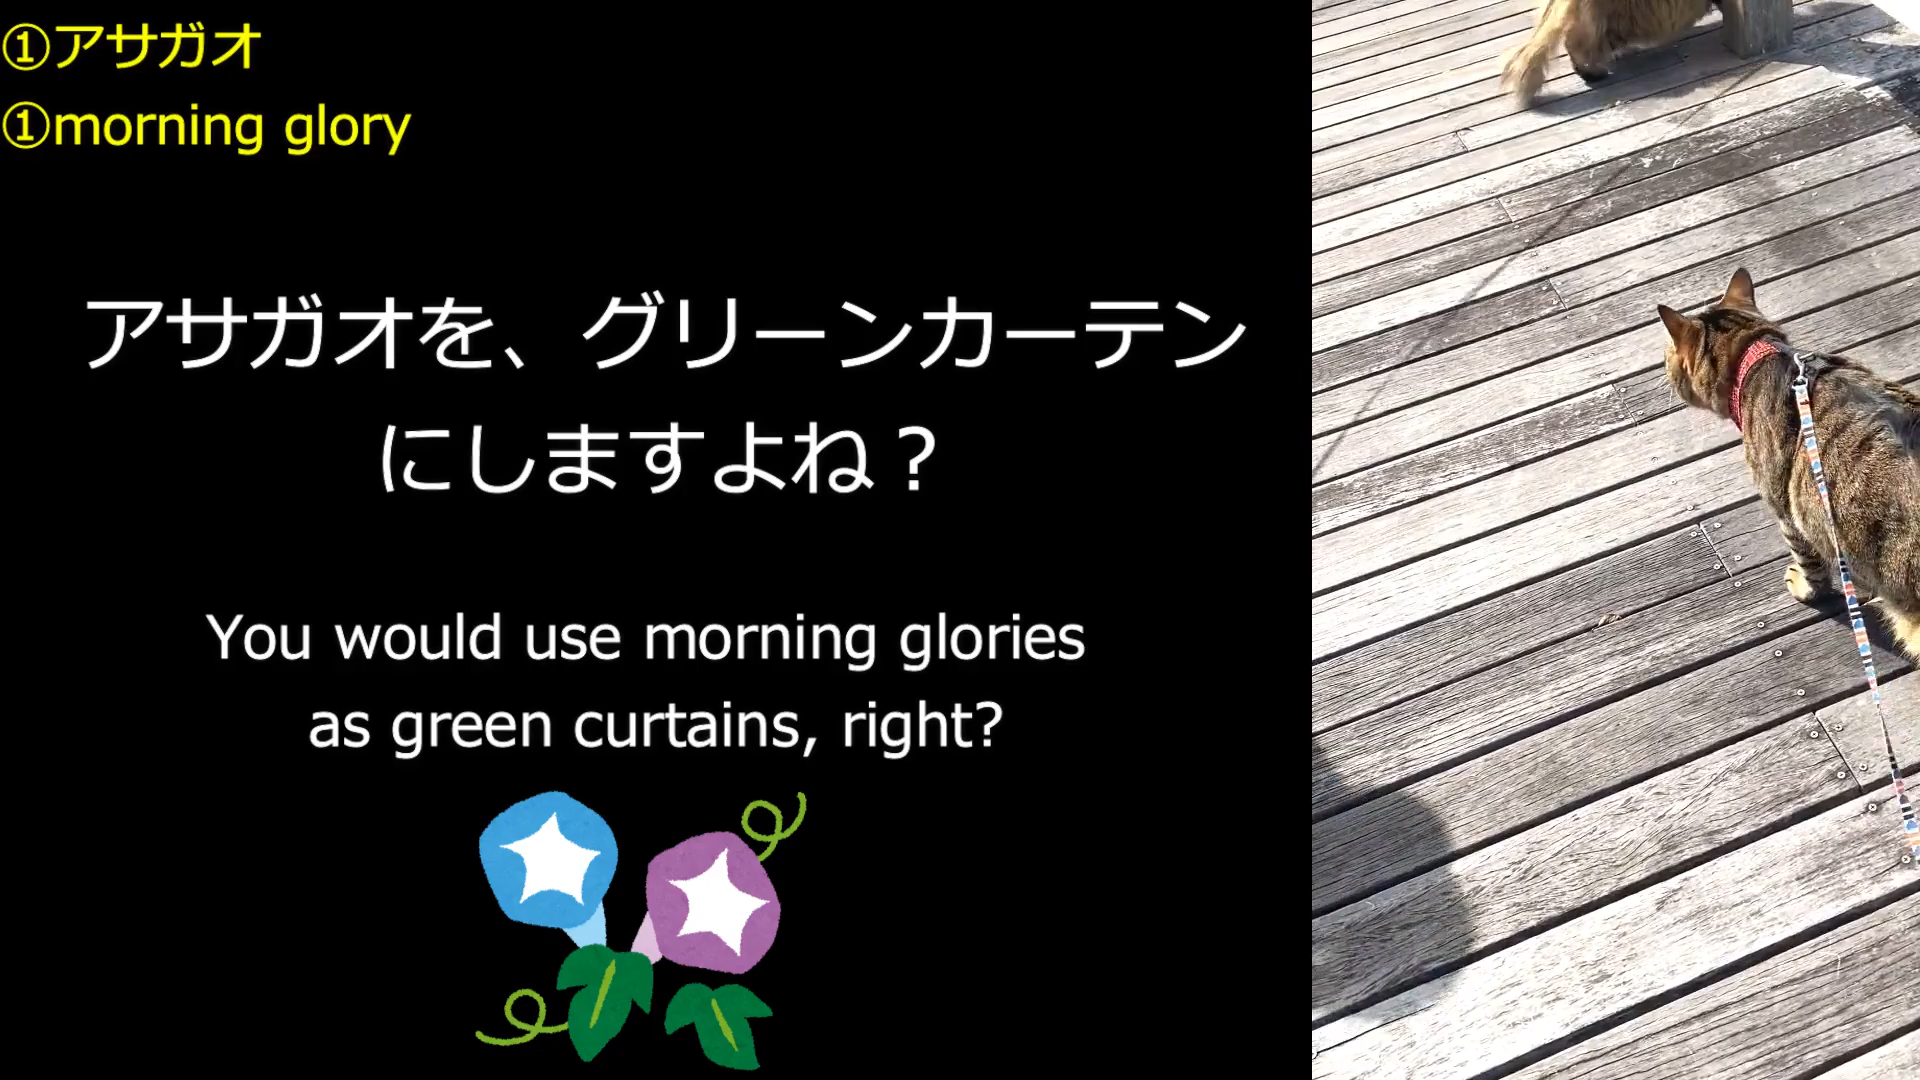 ①アサガオ
①morning glory
アサガオを、グリーンカーテン
にしますよね？
You would use morning glories
as green curtains, right?